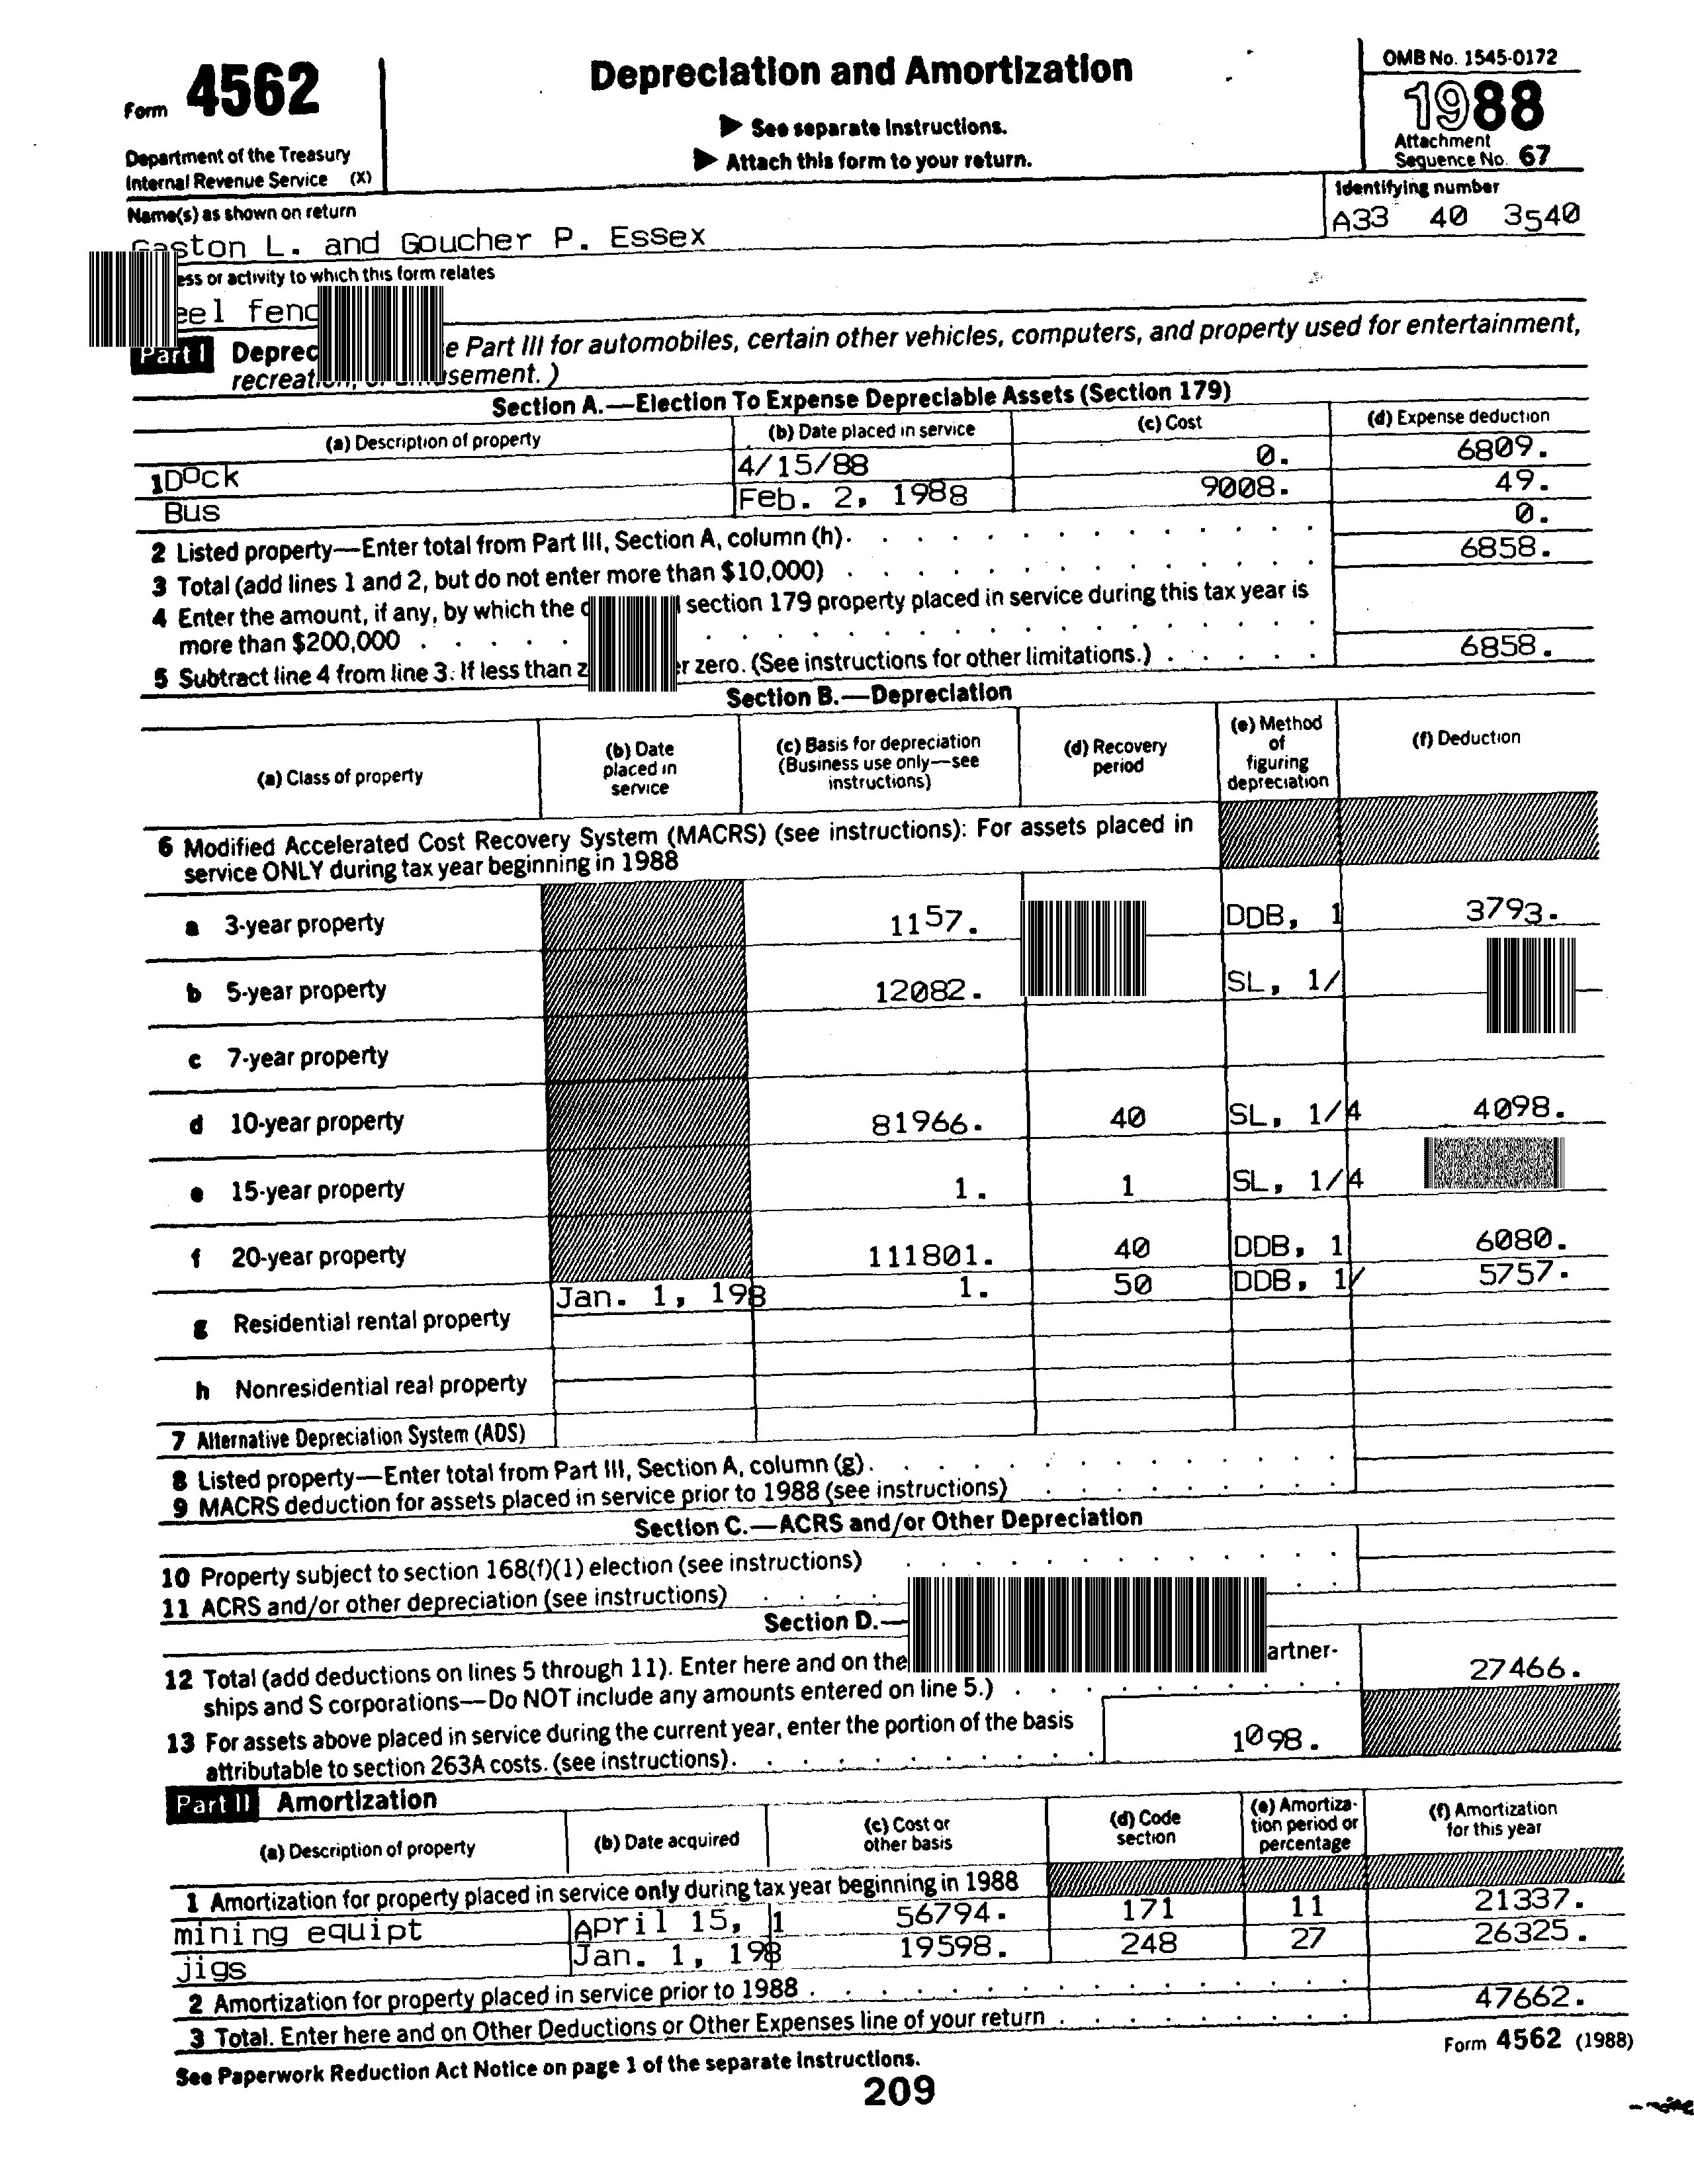 Form 4562
Department of the Treasury
Internal Revenue Service (X)
Depreciation and Amortization
▶ See separate Instructions.
▶ Attach this form to your return.
OMB No. 1545-0172
1988
Attachment
Sequence No. 67
Name(s) as shown on return
Identifying number
Gaston L. and Goucher P. Essex
A33 40 3540
or activity to which this form relates
Part I
e Part III for automobiles, certain other vehicles, computers, and property used for entertainment,
Section A.—Election To Expense Depreciable Assets (Section 179)
(a) Description of property (b) Date placed in service (c) Cost (d) Expense deduction
1 Dock 4/15/88 0. 6809.
Bus Feb. 2, 1988 9008. 49.
2 Listed property—Enter total from Part III, Section A, column (h). 0.
3 Total (add lines 1 and 2, but do not enter more than $10,000) 6858.
4 Enter the amount, if any, by which the section 179 property placed in service during this tax year is
more than $200,000
5 Subtract line 4 from line 3. If less than zero. (See instructions for other limitations.) 6858.
Section B.—Depreciation
(a) Class of property (b) Date placed in service (c) Basis for depreciation (Business use only—see instructions) (d) Recovery period (e) Method of figuring depreciation (f) Deduction
6 Modified Accelerated Cost Recovery System (MACRS) (see instructions): For assets placed in
service ONLY during tax year beginning in 1988
a 3-year property 1157. DDB, 1 3793.
b 5-year property 12082. SL, 1/
c 7-year property
d 10-year property 81966. 40 SL, 1/4 4098.
e 15-year property 1. 1 SL, 1/4
f 20-year property 111801. 40 DDB, 1 6080.
Jan. 1, 198 1. 50 DDB, 1/ 5757.
g Residential rental property
h Nonresidential real property
7 Alternative Depreciation System (ADS)
8 Listed property—Enter total from Part III, Section A, column (g).
9 MACRS deduction for assets placed in service prior to 1988 (see instructions)
Section C.—ACRS and/or Other Depreciation
10 Property subject to section 168(f)(1) election (see instructions)
11 ACRS and/or other depreciation (see instructions)
Section D.—
12 Total (add deductions on lines 5 through 11). Enter here and on the
ships and S corporations—Do NOT include any amounts entered on line 5.) 27466.
13 For assets above placed in service during the current year, enter the portion of the basis
attributable to section 263A costs. (see instructions). 1098.
Part II Amortization
(a) Description of property (b) Date acquired (c) Cost or other basis (d) Code section (e) Amortization period or percentage (f) Amortization for this year
1 Amortization for property placed in service only during tax year beginning in 1988
mining equipt April 15, 1 56794. 171 11 21337.
jigs Jan. 1, 198 19598. 248 27 26325.
2 Amortization for property placed in service prior to 1988
3 Total. Enter here and on Other Deductions or Other Expenses line of your return 47662.
See Paperwork Reduction Act Notice on page 1 of the separate Instructions.
Form 4562 (1988)
209